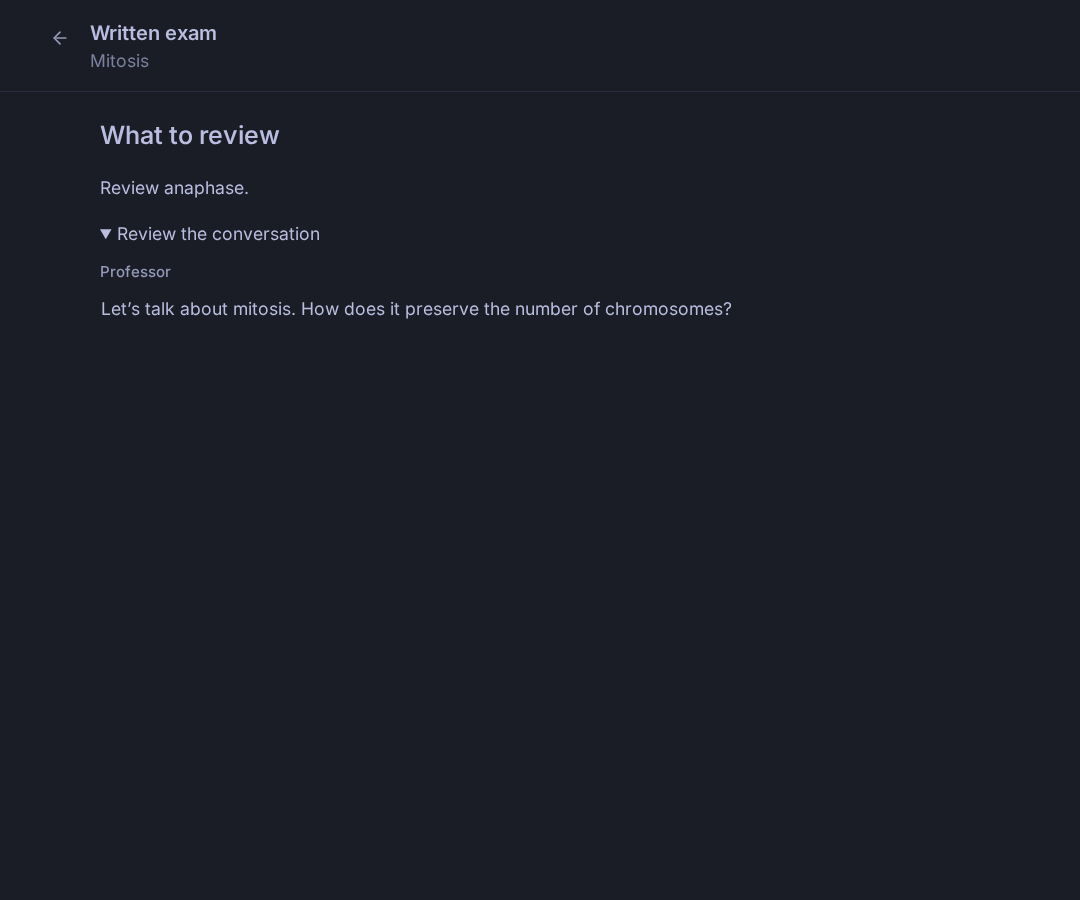 Written exam
Mitosis
What to review
Review anaphase.
Review the conversation
Professor
Let’s talk about mitosis. How does it preserve the number of chromosomes?